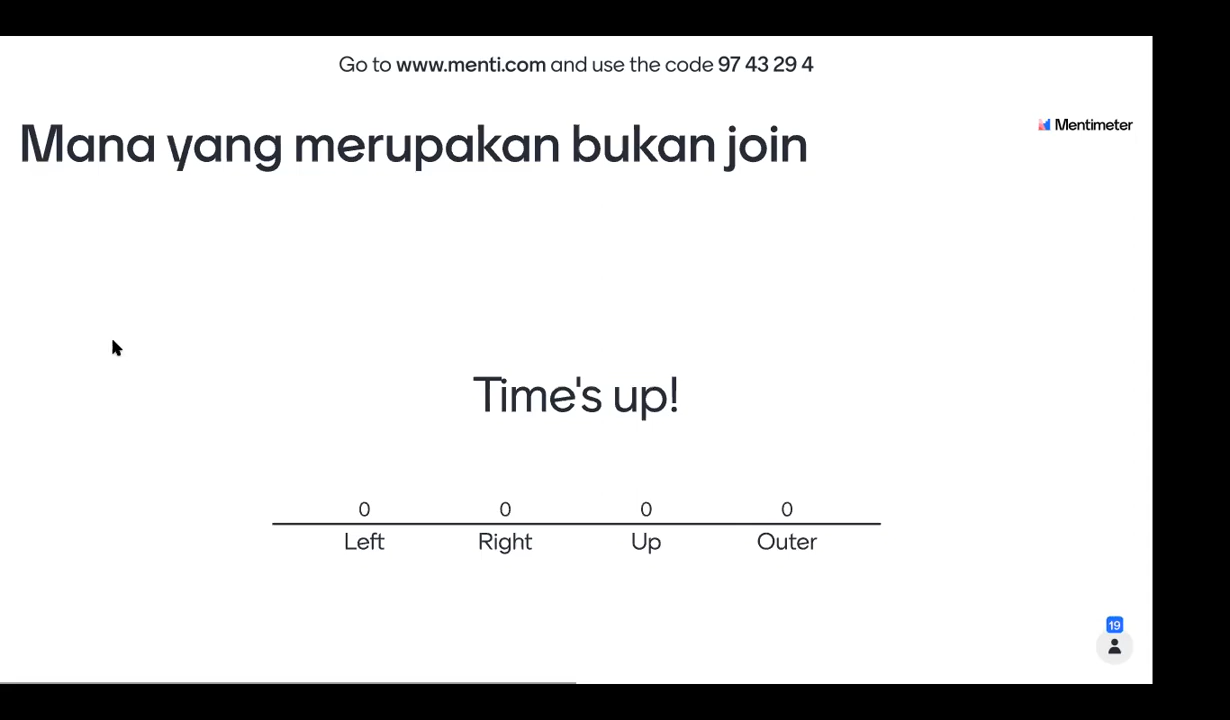 Go to www.menti.com and use the code 97 43 29 4
Mana yang merupakan bukan join
Mentimeter
Time's up!
0 0 0 0
Left Right Up Outer
19